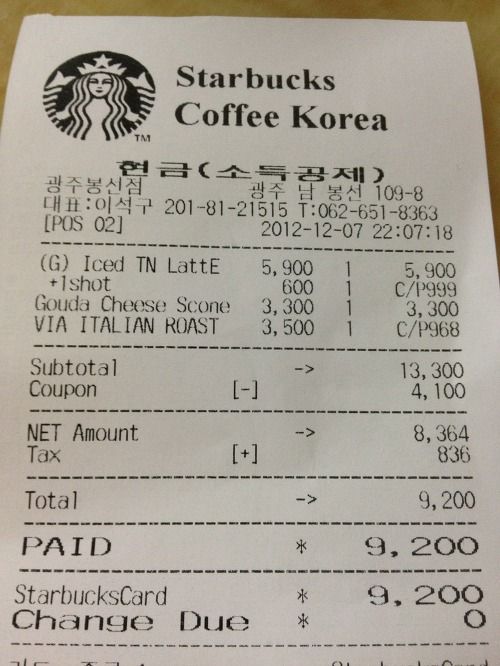 TM
Starbucks
Coffee Korea
현금(소득공제)
광주봉선점 광주 남 봉선 109-8
대표:이석구 201-81-21515 T:062-651-8363
[POS 02] 2012-12-07 22:07:18
(G) Iced TN LattE 5,900 1 5,900
+1shot 600 1 C/P999
Gouda Cheese Scone 3,300 1 3,300
VIA ITALIAN ROAST 3,500 1 C/P968
Subtotal -> 13,300
Coupon [-] 4,100
NET Amount -> 8,364
Tax [+] 836
Total -> 9,200
PAID * 9,200
StarbucksCard * 9,200
Change Due * 0